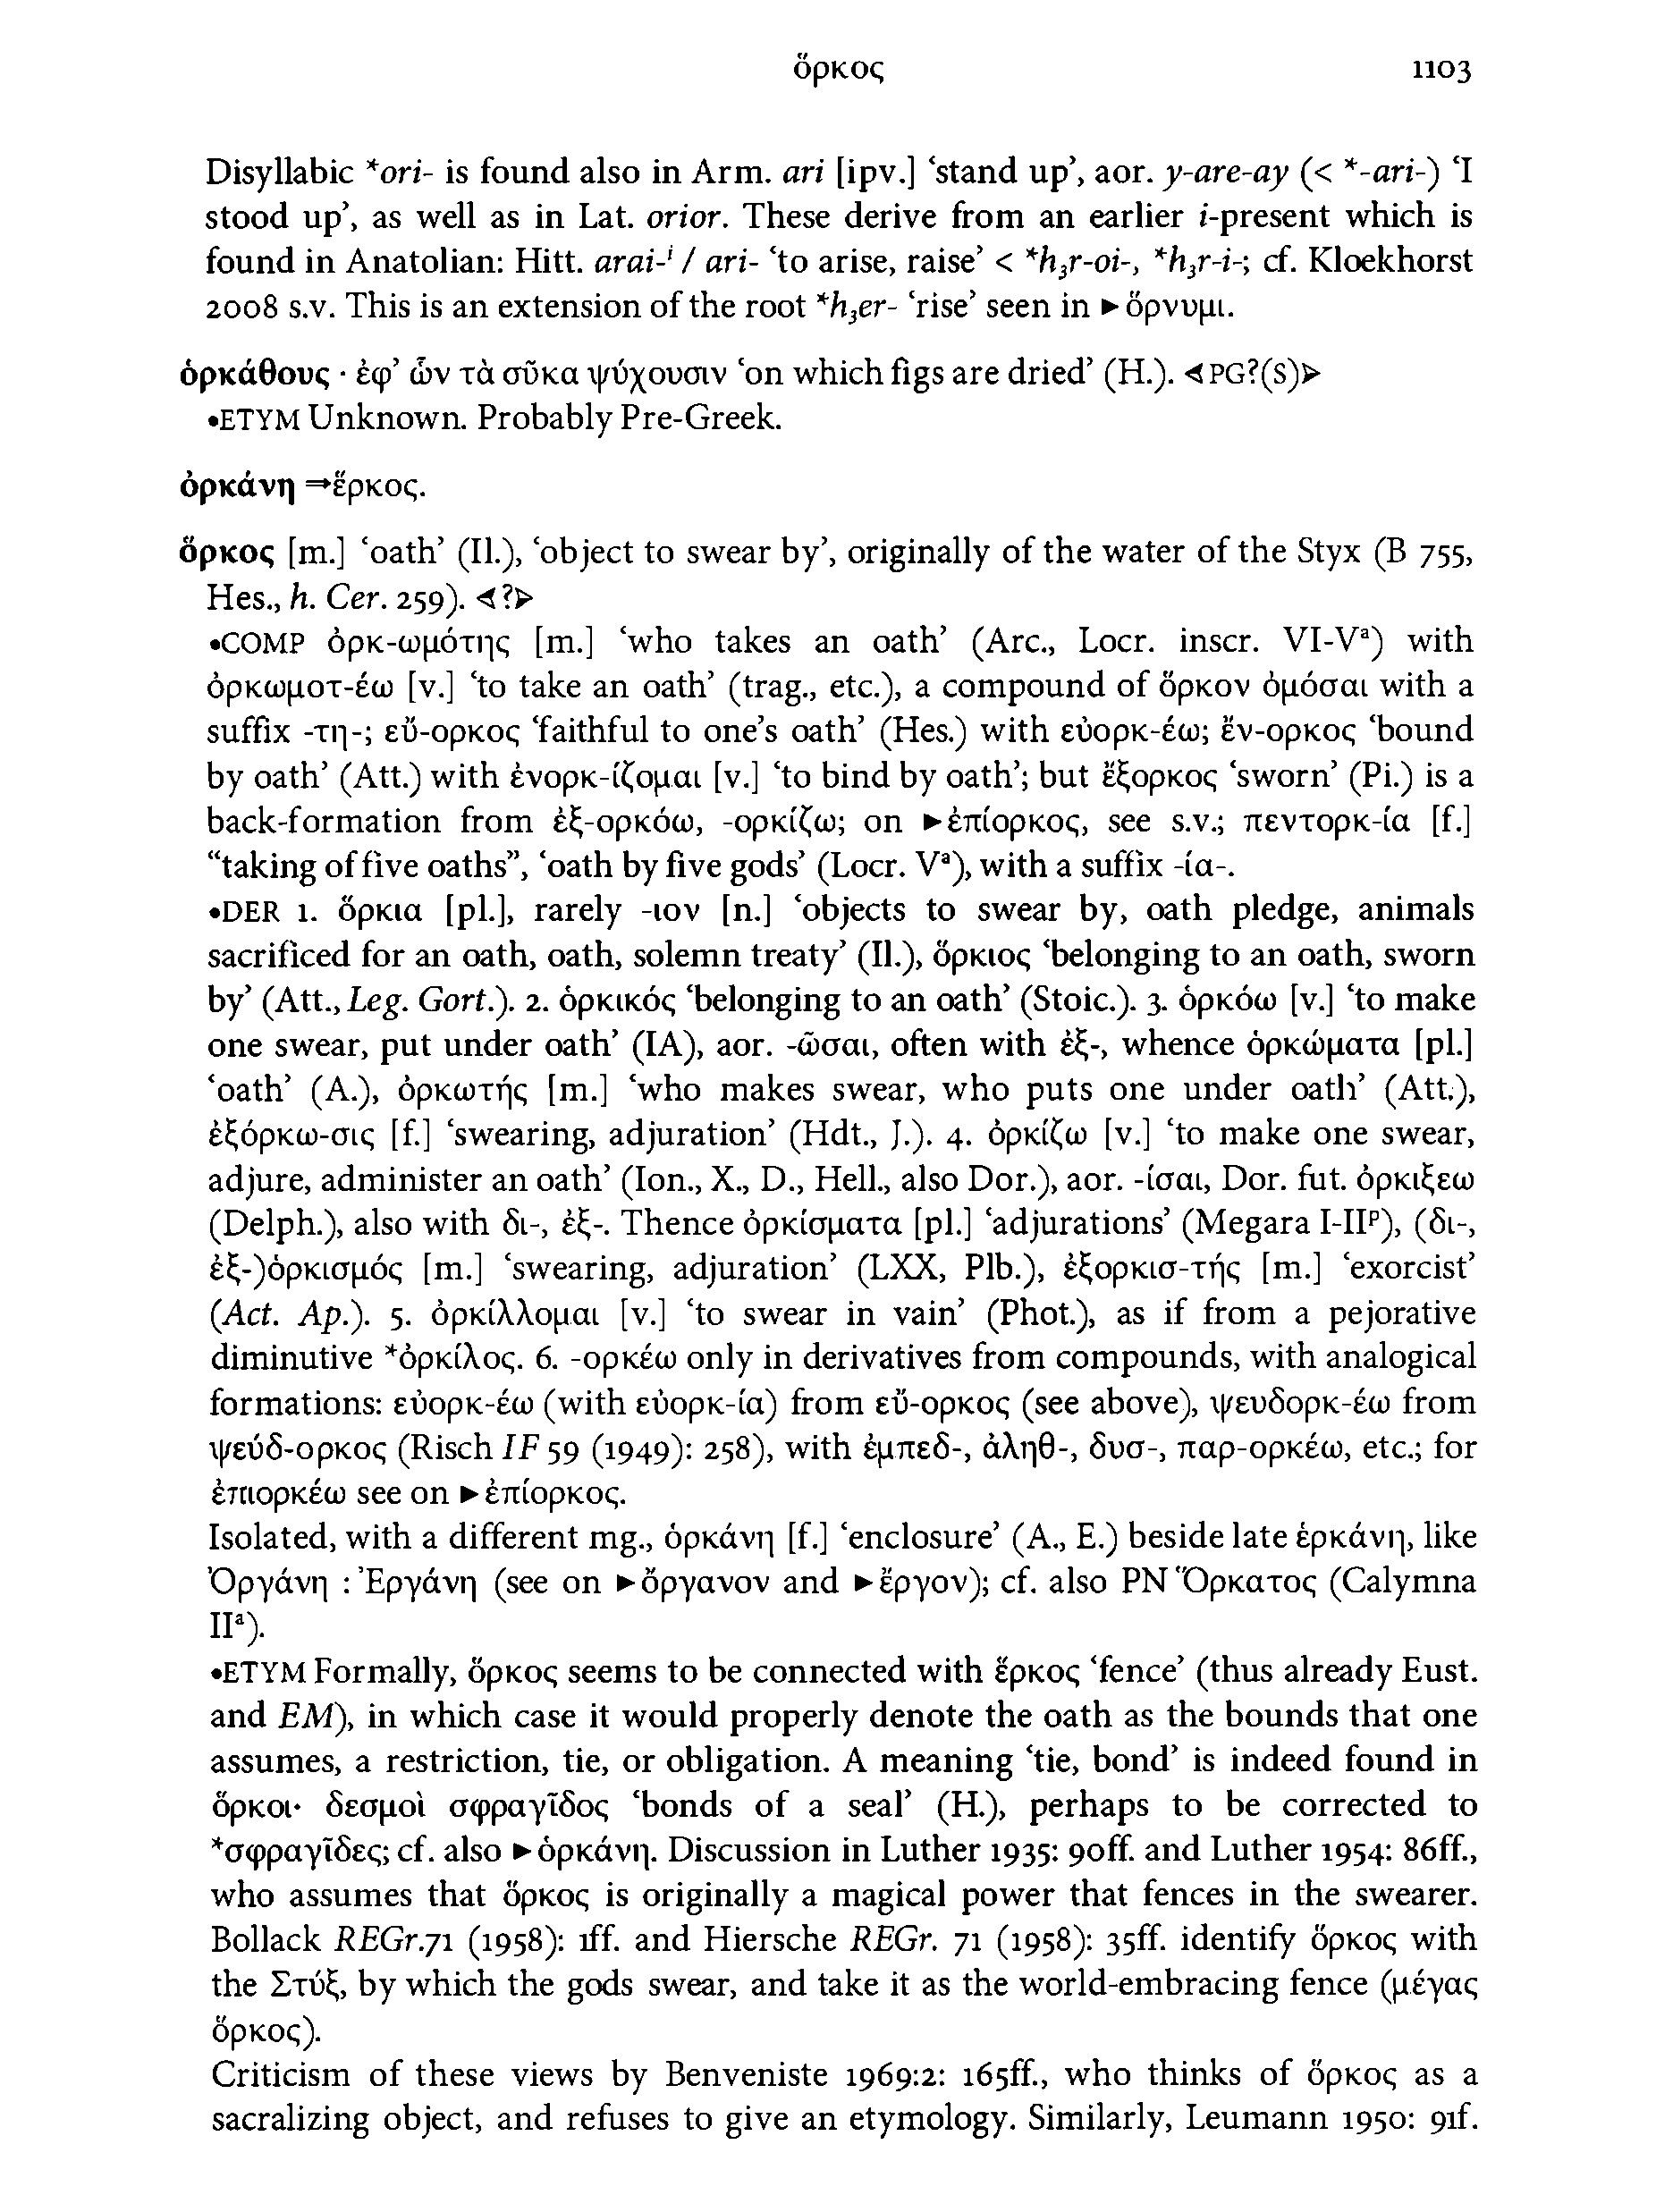 ὅρκος 1103
Disyllabic *ori- is found also in Arm. ari [ipv.] ‘stand up’, aor. y-are-ay (< *-ari-) ‘I
stood up’, as well as in Lat. orior. These derive from an earlier i-present which is
found in Anatolian: Hitt. arai-ⁱ / ari- ‘to arise, raise’ < *h₃r-oi-, *h₃r-i-; cf. Kloekhorst
2008 s.v. This is an extension of the root *h₃er- ‘rise’ seen in ►ὄρνυμι.
ὁρκάθους · ἐφ’ ὧν τὰ σῦκα ψύχουσιν ‘on which figs are dried’ (H.). ⊲PG?(S)⊳
•ETYM Unknown. Probably Pre-Greek.
ὁρκάνη ⇒ἕρκος.
ὅρκος [m.] ‘oath’ (Il.), ‘object to swear by’, originally of the water of the Styx (B 755,
Hes., h. Cer. 259). ⊲?⊳
•COMP ὁρκ-ωμότης [m.] ‘who takes an oath’ (Arc., Locr. inscr. VI-Vᵃ) with
ὁρκωμοτ-έω [v.] ‘to take an oath’ (trag., etc.), a compound of ὅρκον ὀμόσαι with a
suffix -τη-; εὔ-ορκος ‘faithful to one’s oath’ (Hes.) with εὐορκ-έω; ἔν-ορκος ‘bound
by oath’ (Att.) with ἐνορκ-ίζομαι [v.] ‘to bind by oath’; but ἔξορκος ‘sworn’ (Pi.) is a
back-formation from ἐξ-ορκόω, -ορκίζω; on ►ἐπίορκος, see s.v.; πεντορκ-ία [f.]
“taking of five oaths”, ‘oath by five gods’ (Locr. Vᵃ), with a suffix -ία-.
•DER 1. ὅρκια [pl.], rarely -ιον [n.] ‘objects to swear by, oath pledge, animals
sacrificed for an oath, oath, solemn treaty’ (Il.), ὅρκιος ‘belonging to an oath, sworn
by’ (Att., Leg. Gort.). 2. ὁρκικός ‘belonging to an oath’ (Stoic.). 3. ὁρκόω [v.] ‘to make
one swear, put under oath’ (IA), aor. -ῶσαι, often with ἐξ-, whence ὁρκώματα [pl.]
‘oath’ (A.), ὁρκωτής [m.] ‘who makes swear, who puts one under oath’ (Att.),
ἐξόρκω-σις [f.] ‘swearing, adjuration’ (Hdt., J.). 4. ὁρκίζω [v.] ‘to make one swear,
adjure, administer an oath’ (Ion., X., D., Hell., also Dor.), aor. -ίσαι, Dor. fut. ὁρκιξεω
(Delph.), also with δι-, ἐξ-. Thence ὁρκίσματα [pl.] ‘adjurations’ (Megara I-IIᵖ), (δι-,
ἐξ-)ὁρκισμός [m.] ‘swearing, adjuration’ (LXX, Plb.), ἐξορκισ-τής [m.] ‘exorcist’
(Act. Ap.). 5. ὁρκίλλομαι [v.] ‘to swear in vain’ (Phot.), as if from a pejorative
diminutive *ὁρκίλος. 6. -ορκέω only in derivatives from compounds, with analogical
formations: εὐορκ-έω (with εὐορκ-ία) from εὔ-ορκος (see above), ψευδορκ-έω from
ψεύδ-ορκος (Risch IF 59 (1949): 258), with ἐμπεδ-, ἀληθ-, δυσ-, παρ-ορκέω, etc.; for
ἐπιορκέω see on ►ἐπίορκος.
Isolated, with a different mg., ὁρκάνη [f.] ‘enclosure’ (A., E.) beside late ἑρκάνη, like
Ὀργάνη : Ἐργάνη (see on ►ὄργανον and ►ἔργον); cf. also PN Ὅρκατος (Calymna
IIᵃ).
•ETYM Formally, ὅρκος seems to be connected with ἕρκος ‘fence’ (thus already Eust.
and EM), in which case it would properly denote the oath as the bounds that one
assumes, a restriction, tie, or obligation. A meaning ‘tie, bond’ is indeed found in
ὅρκοι· δεσμοὶ σφραγῖδος ‘bonds of a seal’ (H.), perhaps to be corrected to
*σφραγῖδες; cf. also ►ὁρκάνη. Discussion in Luther 1935: 90ff. and Luther 1954: 86ff.,
who assumes that ὅρκος is originally a magical power that fences in the swearer.
Bollack REGr.71 (1958): 1ff. and Hiersche REGr. 71 (1958): 35ff. identify ὅρκος with
the Στύξ, by which the gods swear, and take it as the world-embracing fence (μέγας
ὅρκος).
Criticism of these views by Benveniste 1969:2: 165ff., who thinks of ὅρκος as a
sacralizing object, and refuses to give an etymology. Similarly, Leumann 1950: 91f.